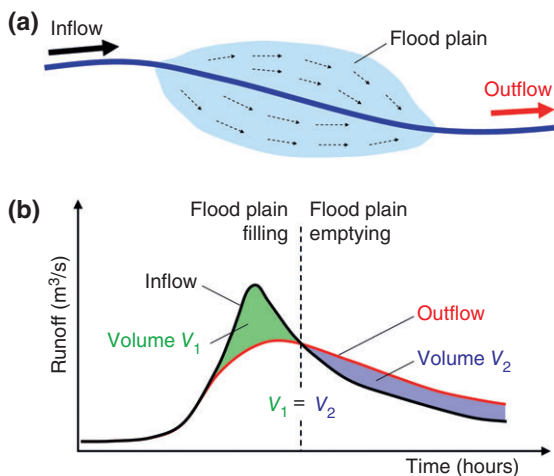 (a)
Inflow
Flood plain
Outflow
(b)
Flood plain filling
Flood plain emptying
Runoff (m³/s)
Inflow
Outflow
Volume V₁
Volume V₂
V₁ = V₂
Time (hours)